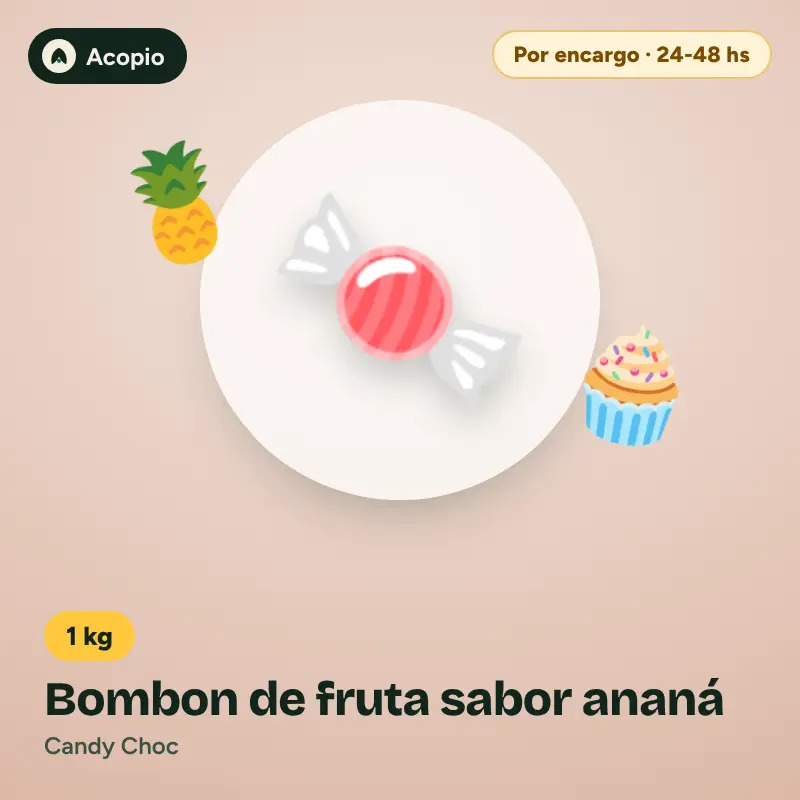 Acopio
Por encargo · 24-48 hs
1 kg
Bombon de fruta sabor ananá
Candy Choc